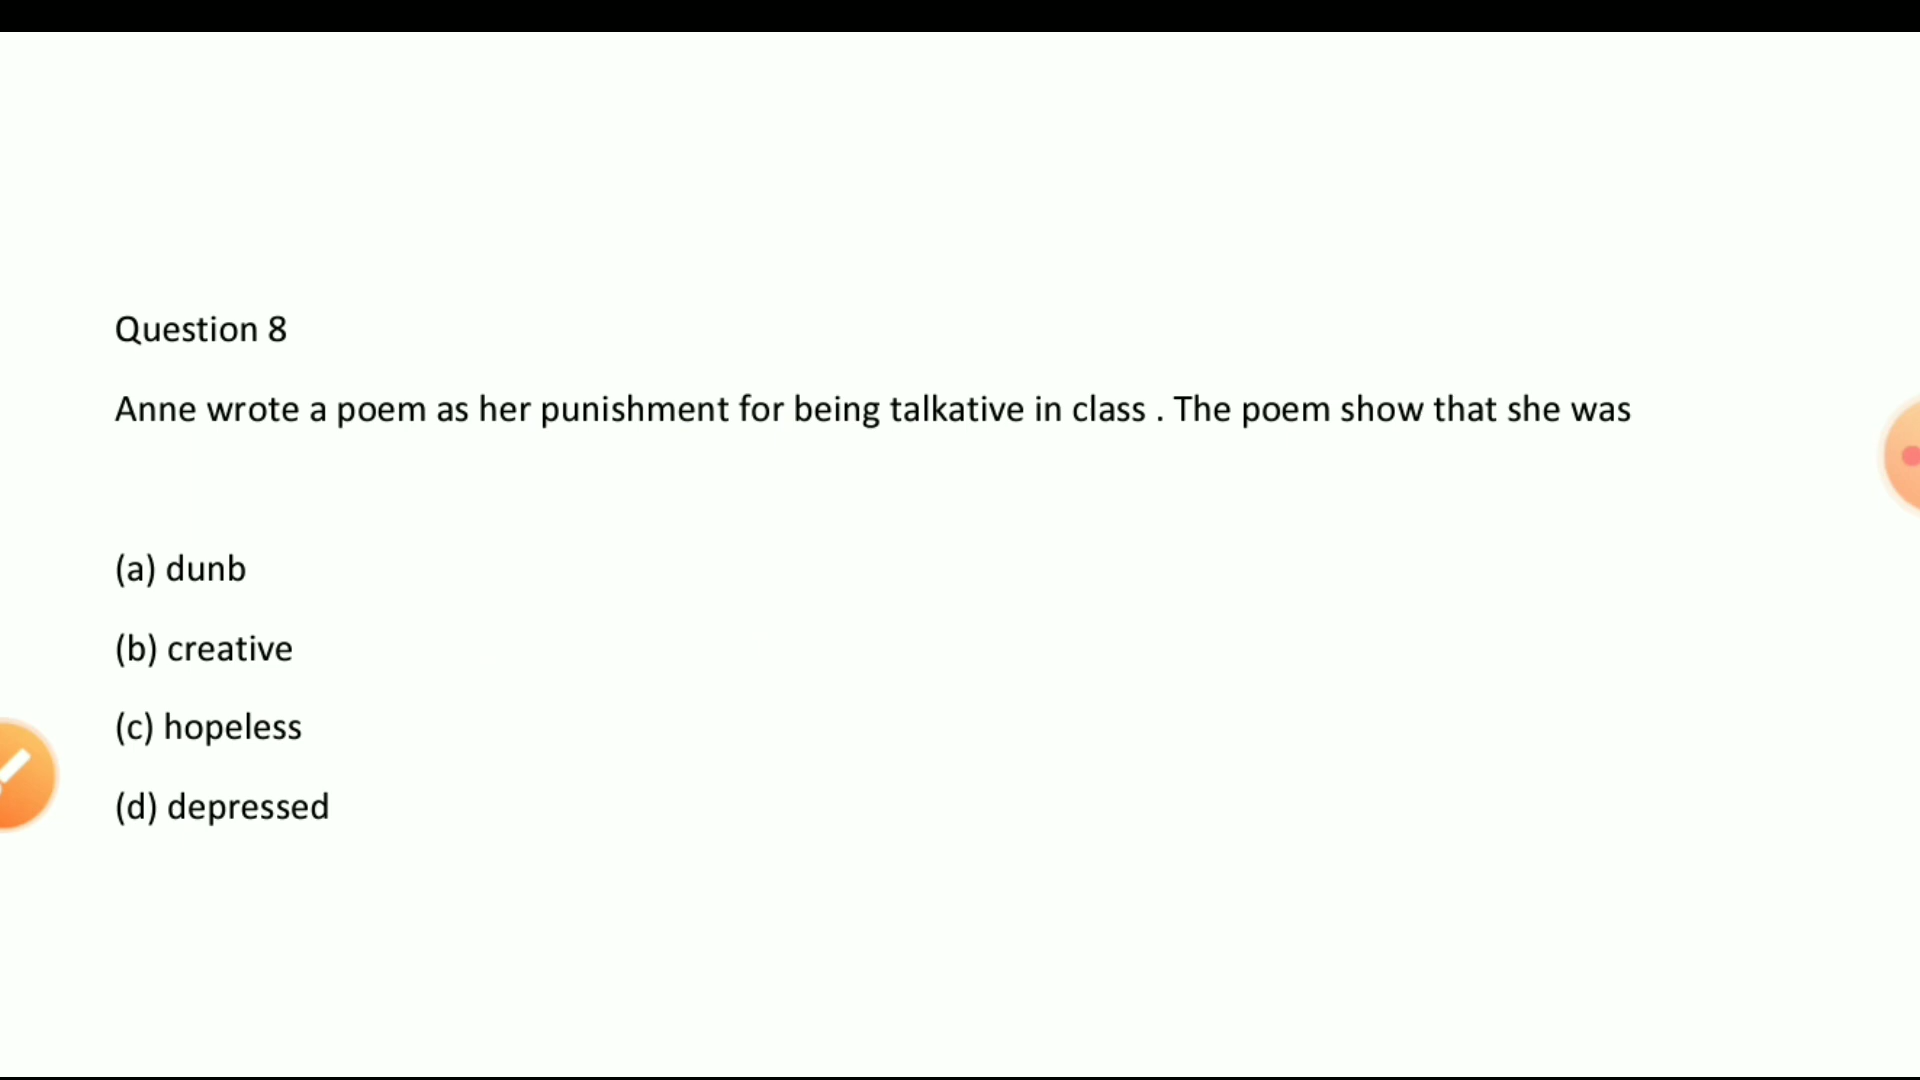 Question 8
Anne wrote a poem as her punishment for being talkative in class . The poem show that she was
(a) dunb
(b) creative
(c) hopeless
(d) depressed